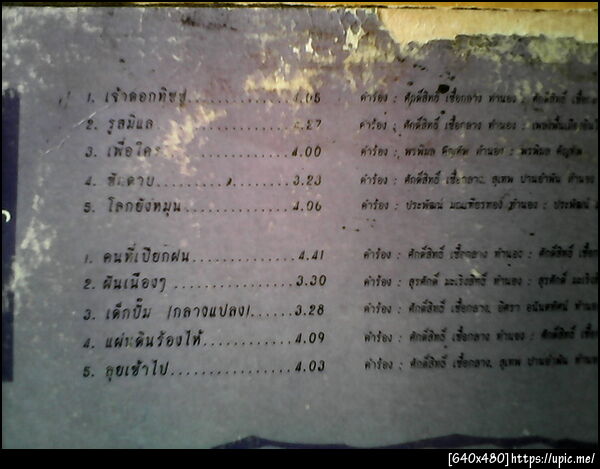 1. เจ้าดอกทิชชู่ 4.05 คำร้อง : ศักดิ์สิทธิ์ เชื้อกลาง ทำนอง : ศักดิ์สิทธิ์
2. รูสมิแล 4.27 คำร้อง : ศักดิ์สิทธิ์ เชื้อกลาง ทำนอง :
3. เพื่อใคร 4.00 คำร้อง : พรพิมล ทำนอง : พรพิมล
4. 3.23 คำร้อง : ศักดิ์สิทธิ์ เชื้อกลาง, สุเทพ ปานอำพัน ทำนอง
5. โลกยังหมุน 4.06 คำร้อง : ประพัฒน์ ทำนอง : ประพัฒน์
1. คนที่เปียกฝน 4.41 คำร้อง : ศักดิ์สิทธิ์ เชื้อกลาง ทำนอง : ศักดิ์สิทธิ์
2. ฝันเนืองๆ 3.30 คำร้อง : สุรศักดิ์ มะเริงสิทธิ์ ทำนอง : สุรศักดิ์
3. เด็กปั๊ม (กลางแปลง) 3.28 คำร้อง : ศักดิ์สิทธิ์ เชื้อกลาง, อิศรา อนันตทัศน์
4. แผ่นดินร้องไห้ 4.09 คำร้อง : ศักดิ์สิทธิ์ เชื้อกลาง ทำนอง : ศักดิ์สิทธิ์
5. ลุยเข้าไป 4.03 คำร้อง : ศักดิ์สิทธิ์ เชื้อกลาง, สุเทพ ปานอำพัน
[640x480]https://upic.me/